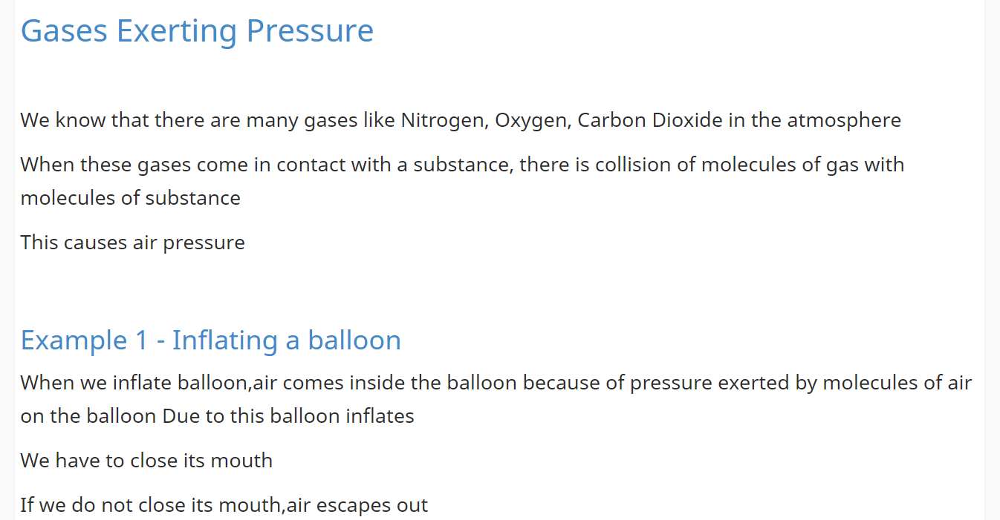 Gases Exerting Pressure
We know that there are many gases like Nitrogen, Oxygen, Carbon Dioxide in the atmosphere
When these gases come in contact with a substance, there is collision of molecules of gas with
molecules of substance
This causes air pressure
Example 1 - Inflating a balloon
When we inflate balloon,air comes inside the balloon because of pressure exerted by molecules of air
on the balloon Due to this balloon inflates
We have to close its mouth
If we do not close its mouth,air escapes out